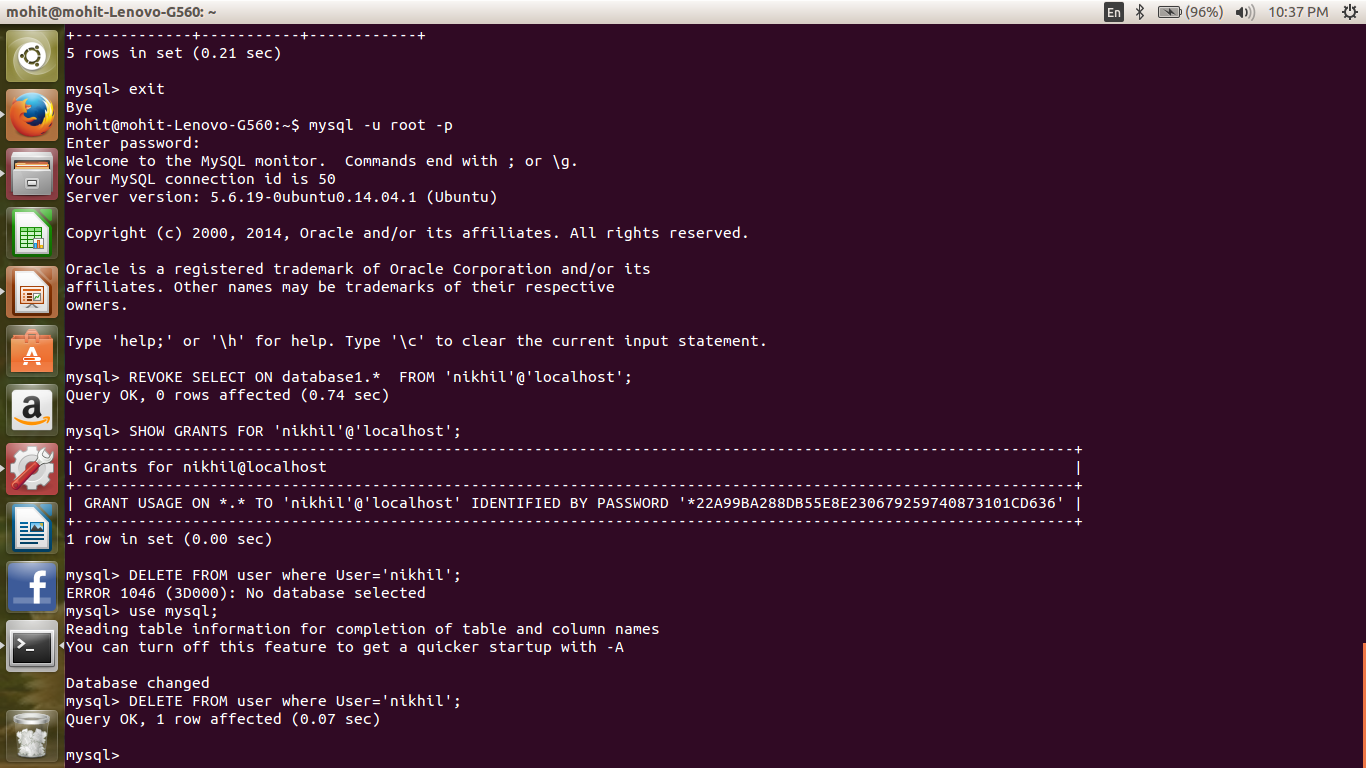 mohit@mohit-Lenovo-G560: ~
En (96%) 10:37 PM
+-------------+-----------+------------+
5 rows in set (0.21 sec)
mysql> exit
Bye
mohit@mohit-Lenovo-G560:~$ mysql -u root -p
Enter password:
Welcome to the MySQL monitor.  Commands end with ; or \g.
Your MySQL connection id is 50
Server version: 5.6.19-0ubuntu0.14.04.1 (Ubuntu)
Copyright (c) 2000, 2014, Oracle and/or its affiliates. All rights reserved.
Oracle is a registered trademark of Oracle Corporation and/or its
affiliates. Other names may be trademarks of their respective
owners.
Type 'help;' or '\h' for help. Type '\c' to clear the current input statement.
mysql> REVOKE SELECT ON database1.*  FROM 'nikhil'@'localhost';
Query OK, 0 rows affected (0.74 sec)
mysql> SHOW GRANTS FOR 'nikhil'@'localhost';
+---------------------------------------------------------------------------------------------------------------+
| Grants for nikhil@localhost                                                                                   |
+---------------------------------------------------------------------------------------------------------------+
| GRANT USAGE ON *.* TO 'nikhil'@'localhost' IDENTIFIED BY PASSWORD '*22A99BA288DB55E8E230679259740873101CD636' |
+---------------------------------------------------------------------------------------------------------------+
1 row in set (0.00 sec)
mysql> DELETE FROM user where User='nikhil';
ERROR 1046 (3D000): No database selected
mysql> use mysql;
Reading table information for completion of table and column names
You can turn off this feature to get a quicker startup with -A
Database changed
mysql> DELETE FROM user where User='nikhil';
Query OK, 1 row affected (0.07 sec)
mysql>